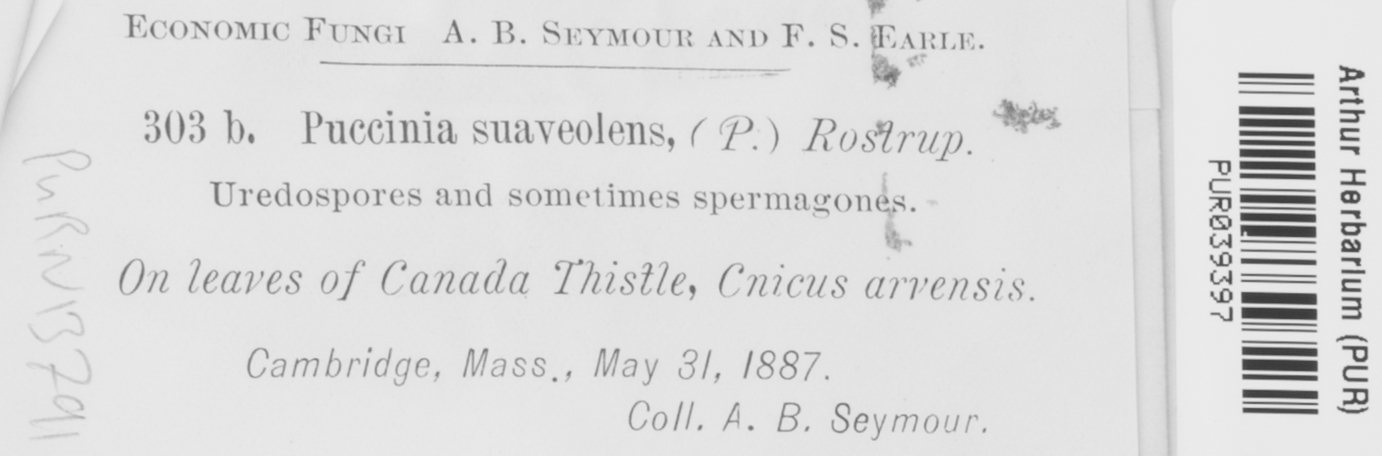 ECONOMIC FUNGI A. B. SEYMOUR AND F. S. EARLE.
303 b. Puccinia suaveolens, (P.) Rostrup.
Uredospores and sometimes spermagones.
On leaves of Canada Thistle, Cnicus arvensis.
Cambridge, Mass., May 31, 1887.
Coll. A. B. Seymour.
PURN13791
PUR039397
Arthur Herbarium (PUR)